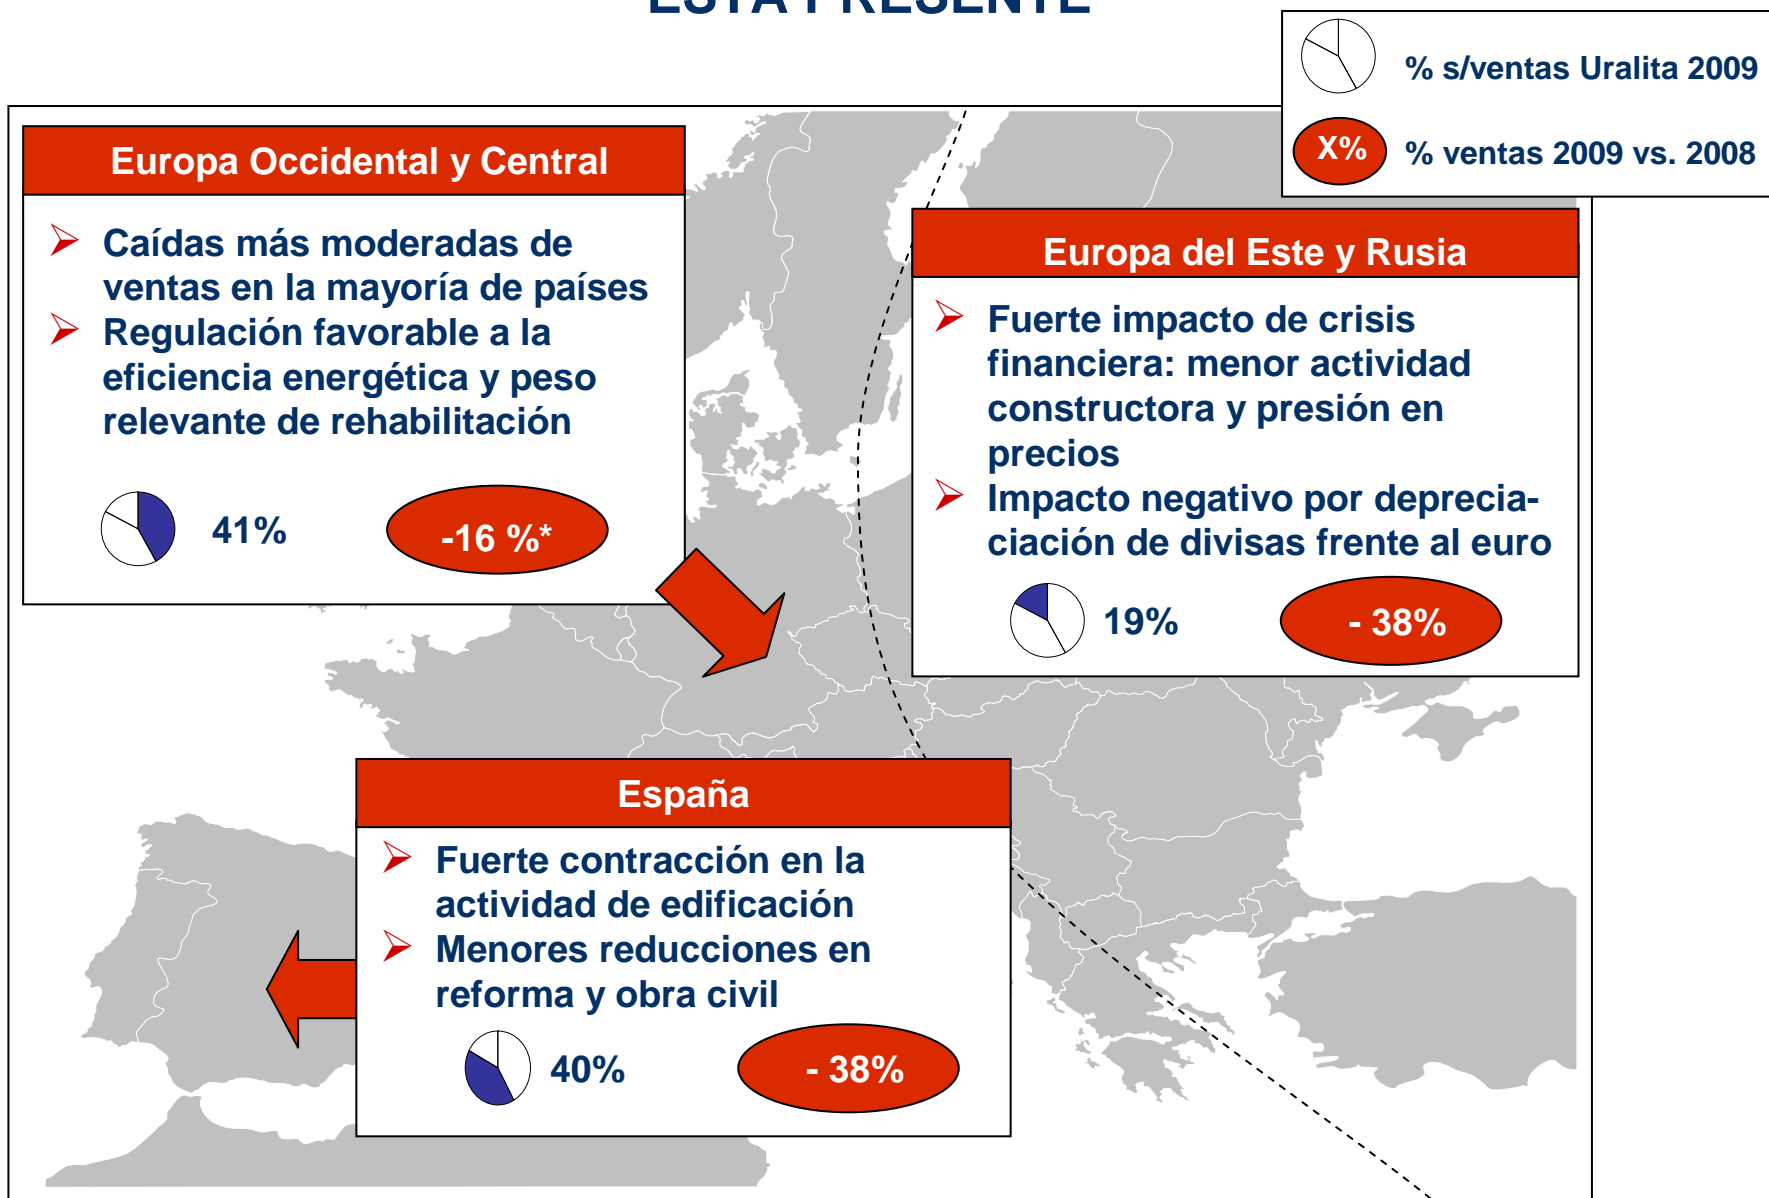 ESTÁ PRESENTE
% s/ventas Uralita 2009
X%
% ventas 2009 vs. 2008
Europa Occidental y Central
Caídas más moderadas de
ventas en la mayoría de países
Regulación favorable a la
eficiencia energética y peso
relevante de rehabilitación
41%
-16 %*
Europa del Este y Rusia
Fuerte impacto de crisis
financiera: menor actividad
constructora y presión en
precios
Impacto negativo por deprecia-
ciación de divisas frente al euro
19%
- 38%
España
Fuerte contracción en la
actividad de edificación
Menores reducciones en
reforma y obra civil
40%
- 38%